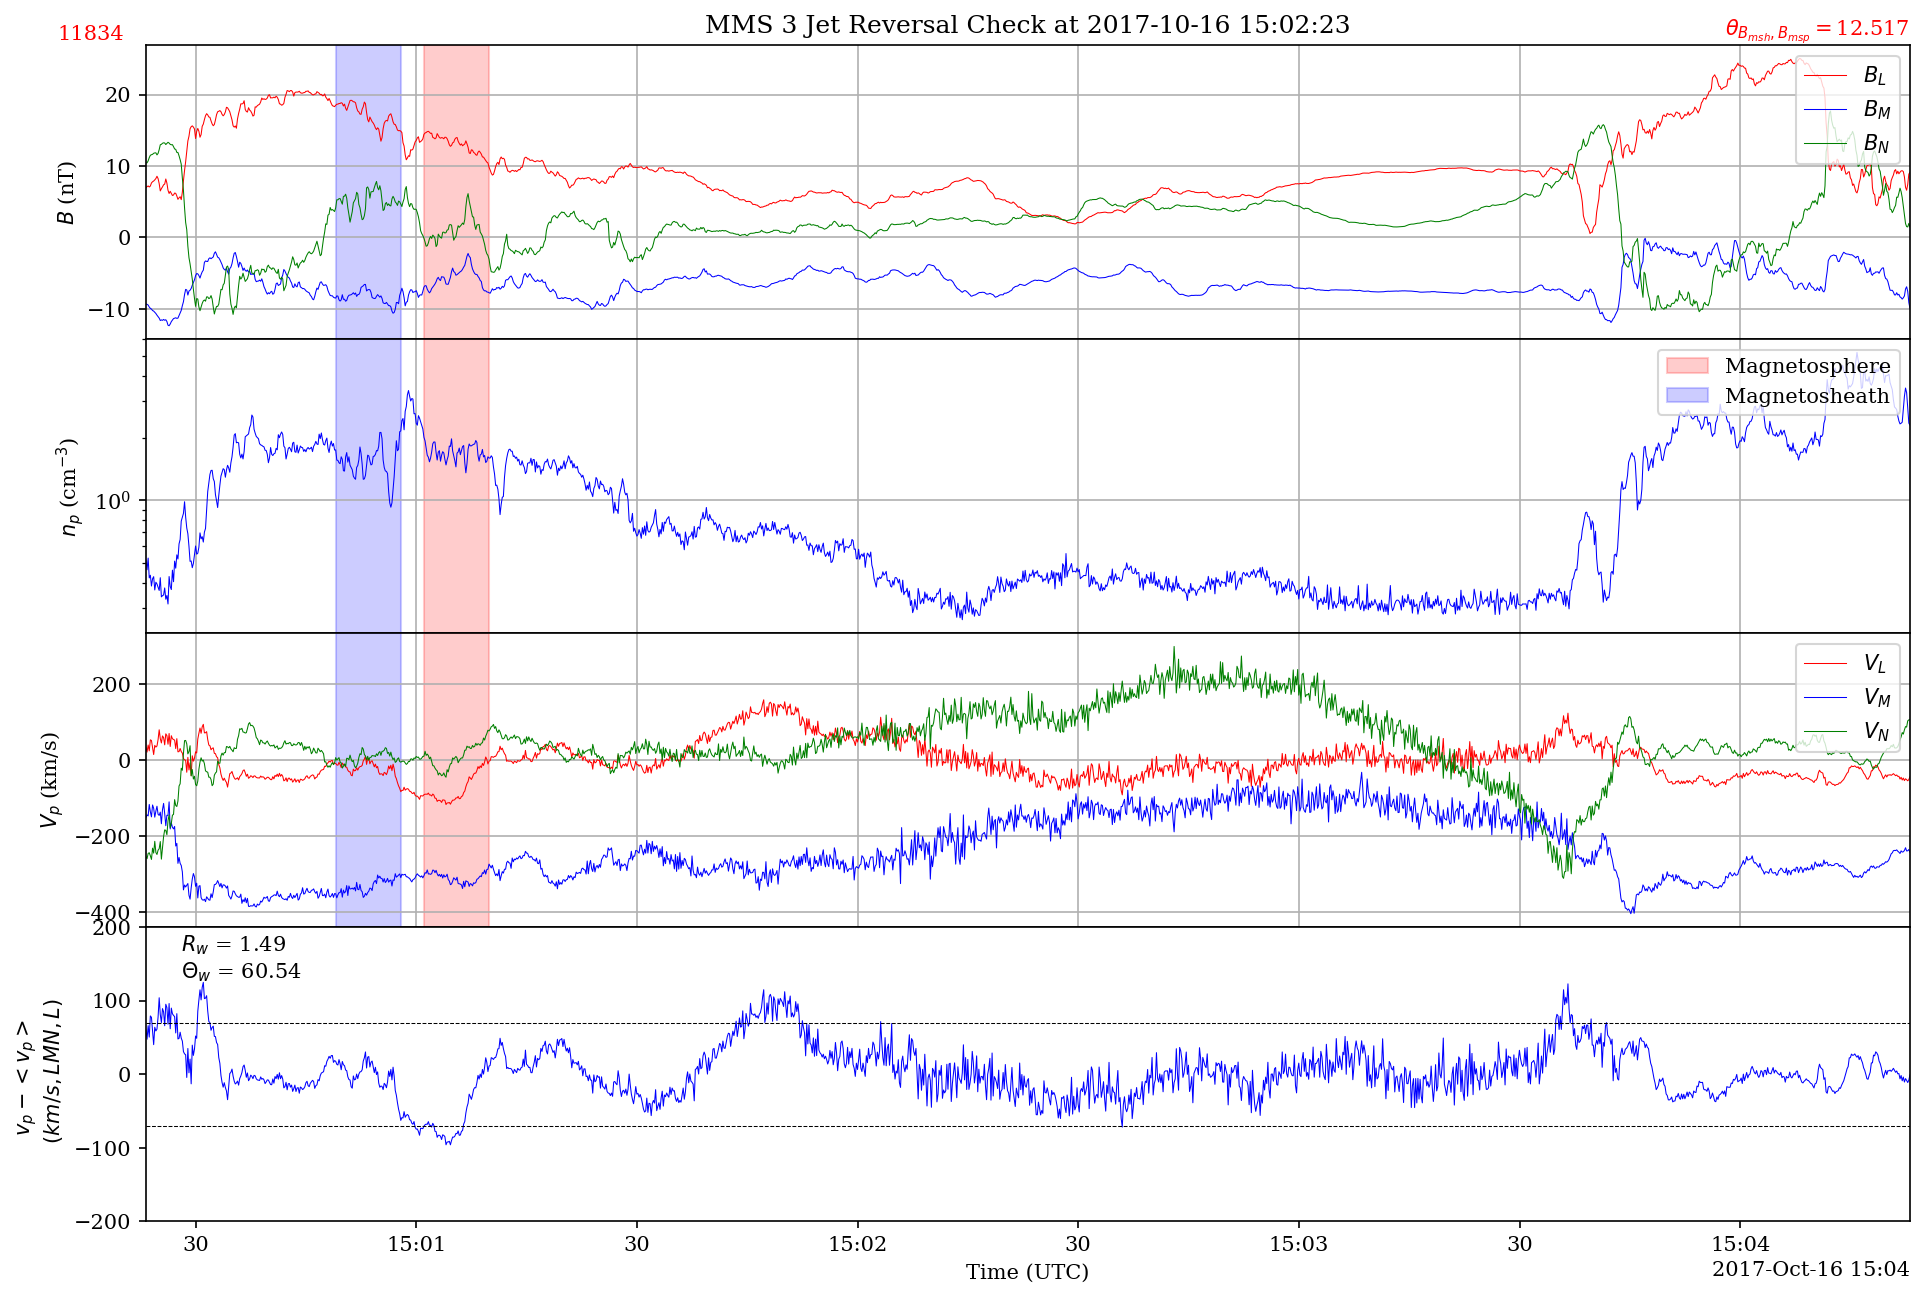 MMS 3 Jet Reversal Check at 2017-10-16 15:02:23
11834
θ_{B_{msh}, B_{msp}} = 12.517
B (nT)
20
10
0
−10
B_L
B_M
B_N
n_p (cm^{−3})
10^0
Magnetosphere
Magnetosheath
V_p (km/s)
200
0
−200
−400
V_L
V_M
V_N
v_p − < v_p >
(km/s, LMN, L)
200
100
0
−100
−200
R_w = 1.49
Θ_w = 60.54
30
15:01
30
15:02
30
15:03
30
15:04
Time (UTC)
2017-Oct-16 15:04